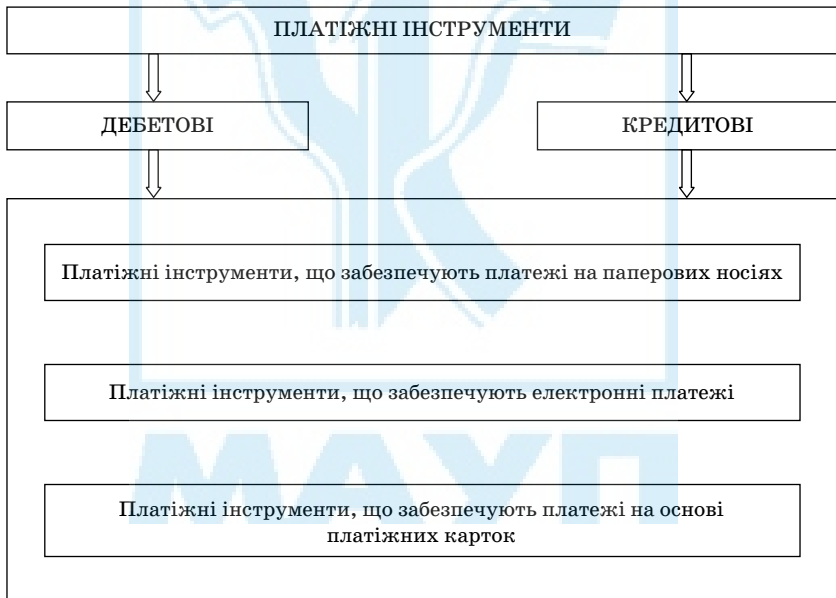 ПЛАТІЖНІ ІНСТРУМЕНТИ
ДЕБЕТОВІ
КРЕДИТОВІ
Платіжні інструменти, що забезпечують платежі на паперових носіях
Платіжні інструменти, що забезпечують електронні платежі
МАУП
Платіжні інструменти, що забезпечують платежі на основі
платіжних карток